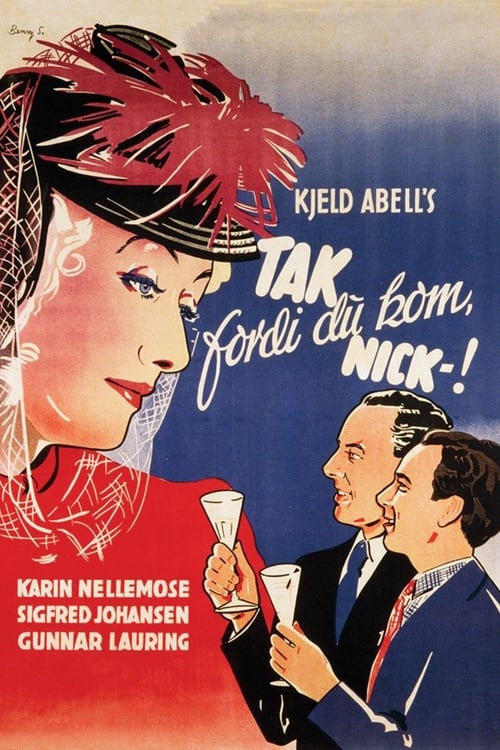 Benny S.
KJELD ABELL'S
TAK
fordi du kom,
NICK-!
KARIN NELLEMOSE
SIGFRED JOHANSEN
GUNNAR LAURING